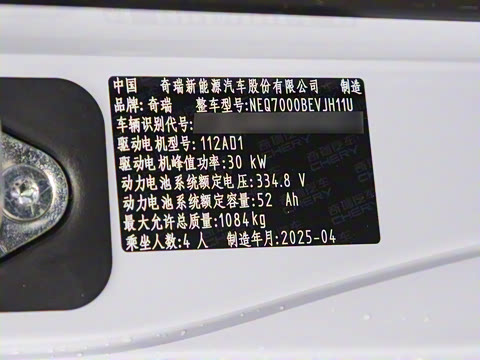 中国 奇瑞新能源汽车股份有限公司 制造
品牌:奇瑞 整车型号:NEQ7000BEVJH11U
车辆识别代号:
驱动电机型号:112AD1
驱动电机峰值功率:30 kW
动力电池系统额定电压:334.8 V
动力电池系统额定容量:52 Ah
最大允许总质量:1084kg
乘坐人数:4 人 制造年月:2025-04